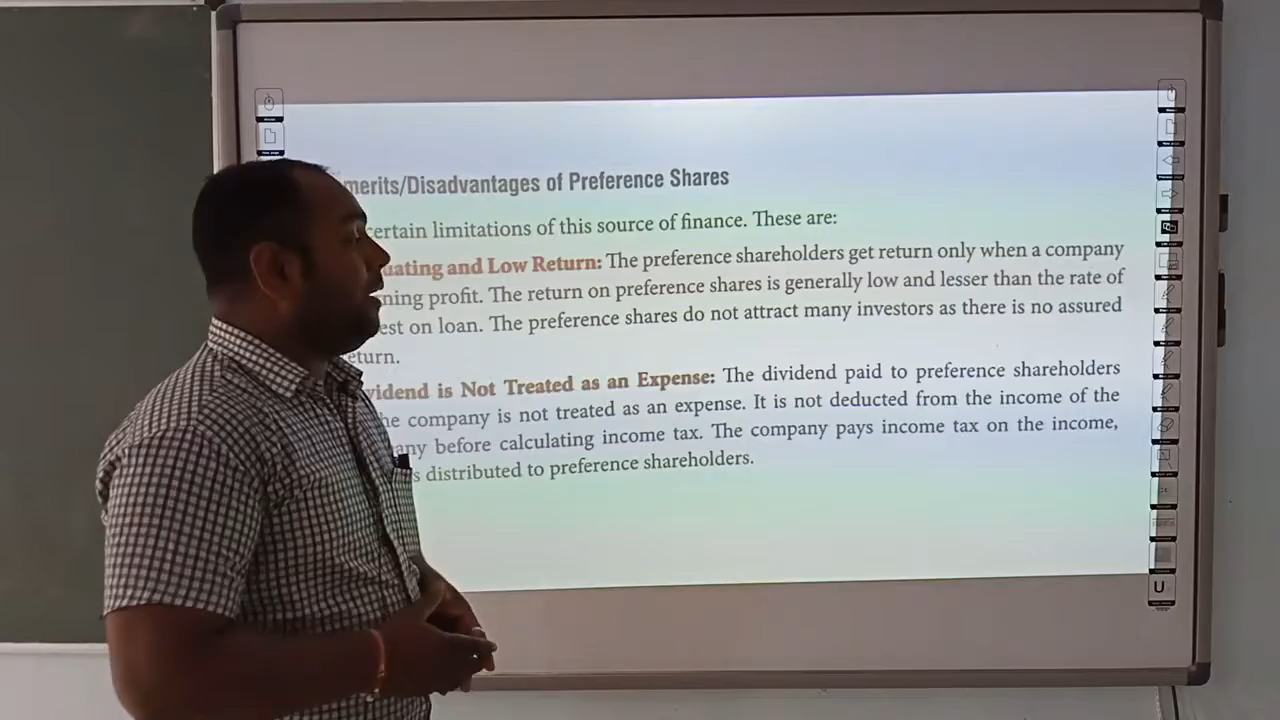 merits/Disadvantages of Preference Shares
ertain limitations of this source of finance. These are:
uating and Low Return: The preference shareholders get return only when a company
ning profit. The return on preference shares is generally low and lesser than the rate of
est on loan. The preference shares do not attract many investors as there is no assured
eturn.
vidend is Not Treated as an Expense: The dividend paid to preference shareholders
he company is not treated as an expense. It is not deducted from the income of the
any before calculating income tax. The company pays income tax on the income,
s distributed to preference shareholders.
U